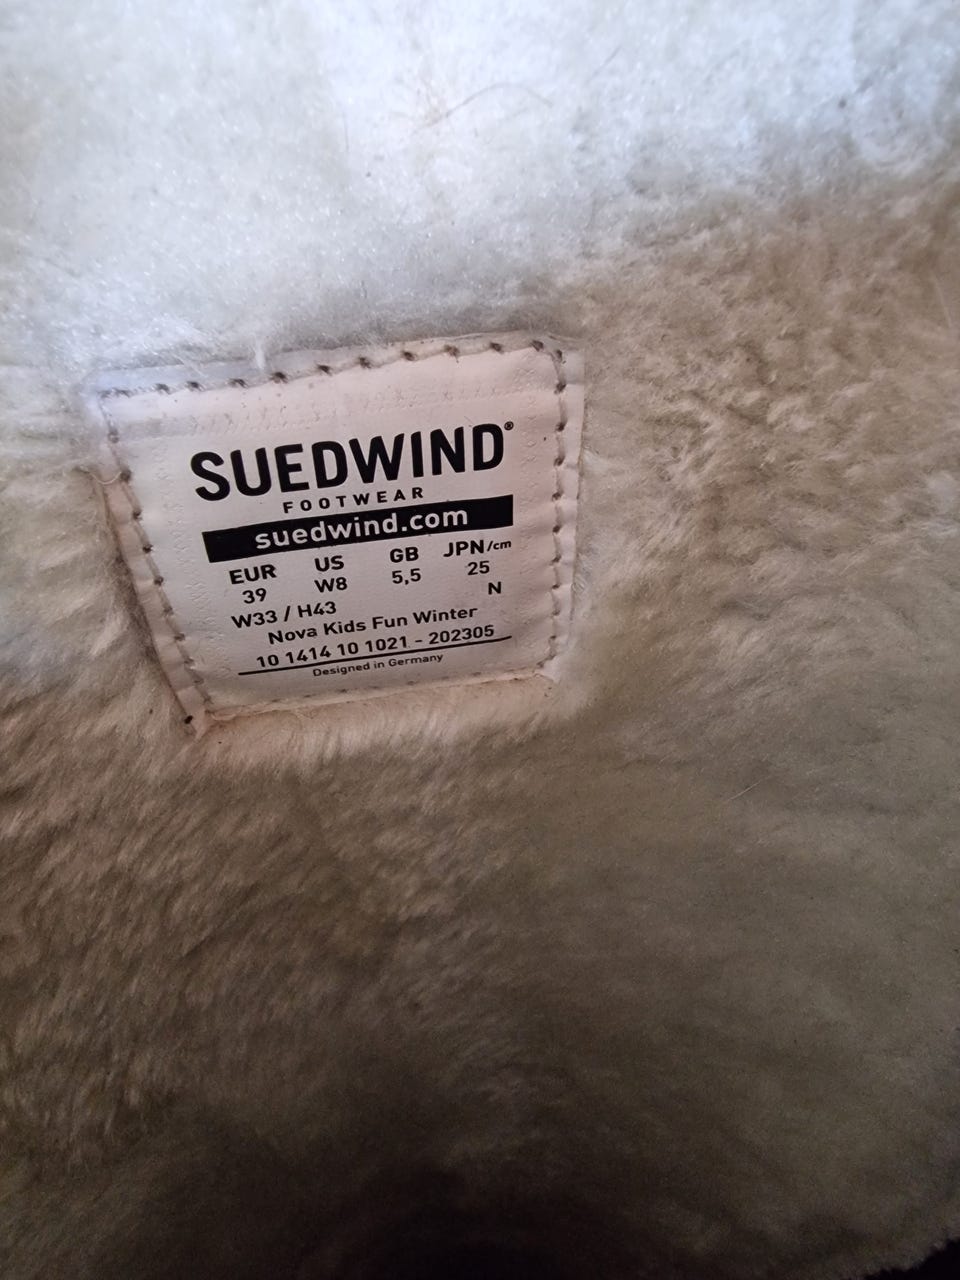 SUEDWIND®
FOOTWEAR
suedwind.com
EUR US GB JPN/cm
39 W8 5,5 25
W33 / H43 N
Nova Kids Fun Winter
10 1414 10 1021 - 202305
Designed in Germany